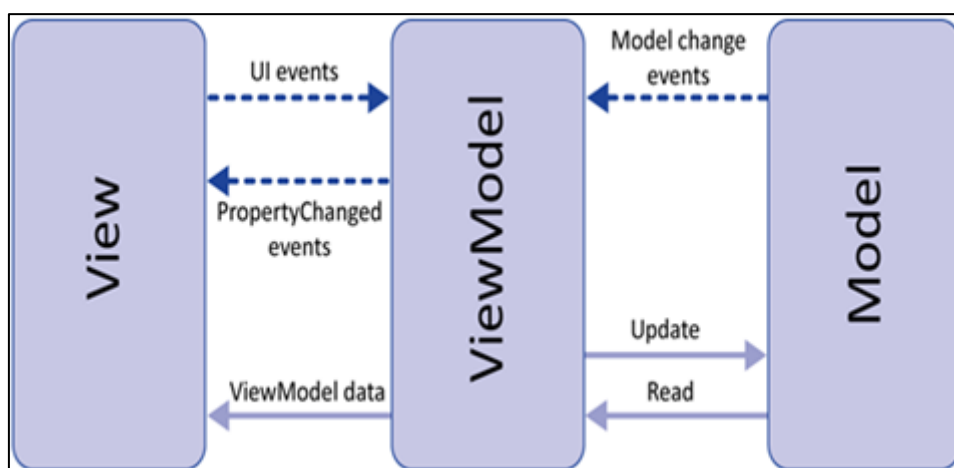 View
UI events
PropertyChanged
events
ViewModel data
ViewModel
Model change
events
Update
Read
Model